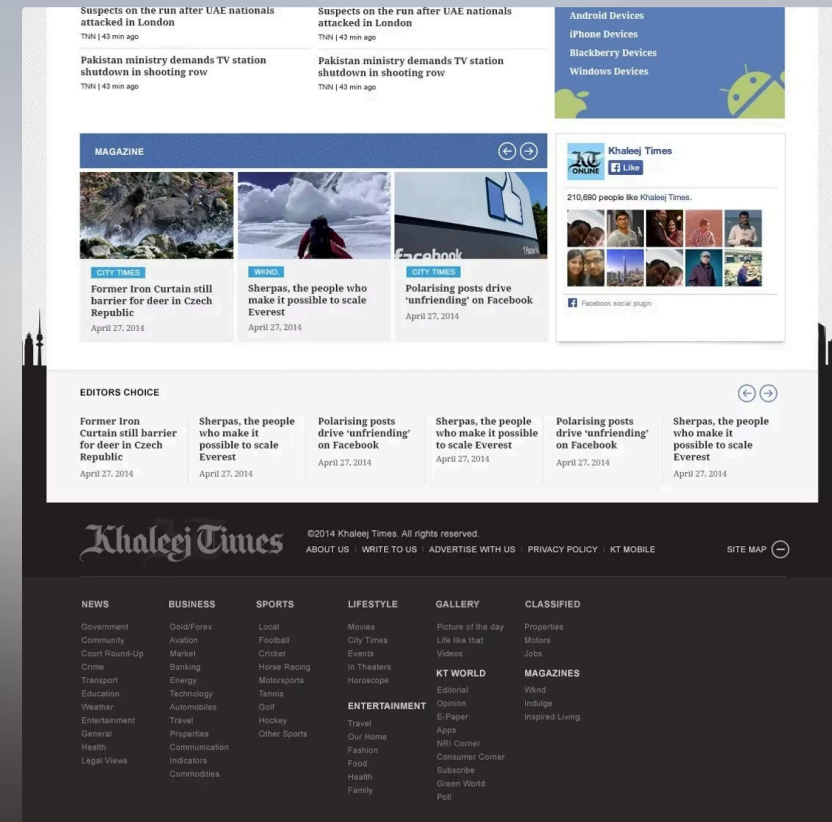 Suspects on the run after UAE nationals
attacked in London
TNN | 43 min ago
Pakistan ministry demands TV station
shutdown in shooting row
TNN | 43 min ago
Suspects on the run after UAE nationals
attacked in London
TNN | 43 min ago
Pakistan ministry demands TV station
shutdown in shooting row
TNN | 43 min ago
Android Devices
iPhone Devices
Blackberry Devices
Windows Devices
MAGAZINE
facebook
CITY TIMES
Former Iron Curtain still
barrier for deer in Czech
Republic
April 27, 2014
WKND.
Sherpas, the people who
make it possible to scale
Everest
April 27, 2014
CITY TIMES
Polarising posts drive
‘unfriending’ on Facebook
April 27, 2014
KT
ONLINE
Khaleej Times
Like
210,690 people like Khaleej Times.
Facebook social plugin
EDITORS CHOICE
Former Iron
Curtain still barrier
for deer in Czech
Republic
April 27, 2014
Sherpas, the people
who make it
possible to scale
Everest
April 27, 2014
Polarising posts
drive ‘unfriending’
on Facebook
April 27, 2014
Sherpas, the people
who make it possible
to scale Everest
April 27, 2014
Polarising posts
drive ‘unfriending’
on Facebook
April 27, 2014
Sherpas, the people
who make it
possible to scale
Everest
April 27, 2014
Khaleej Times
©2014 Khaleej Times. All rights reserved.
ABOUT US | WRITE TO US | ADVERTISE WITH US | PRIVACY POLICY | KT MOBILE
SITE MAP
NEWS
Government
Community
Court Round-Up
Crime
Transport
Education
Weather
Entertainment
General
Health
Legal Views
BUSINESS
Gold/Forex
Avation
Market
Banking
Energy
Technology
Automobiles
Travel
Properties
Communication
Indicators
Commodities
SPORTS
Local
Football
Cricket
Horse Racing
Motorsports
Tennis
Golf
Hockey
Other Sports
LIFESTYLE
Movies
City Times
Events
In Theaters
Horoscope
ENTERTAINMENT
Travel
Our Home
Fashion
Food
Health
Family
GALLERY
Picture of the day
Life like that
Videos
KT WORLD
Editorial
Opinion
E-Paper
Apps
NRI Corner
Consumer Corner
Subscribe
Green World
Poll
CLASSIFIED
Properties
Motors
Jobs
MAGAZINES
Wknd
Indulge
Inspired Living